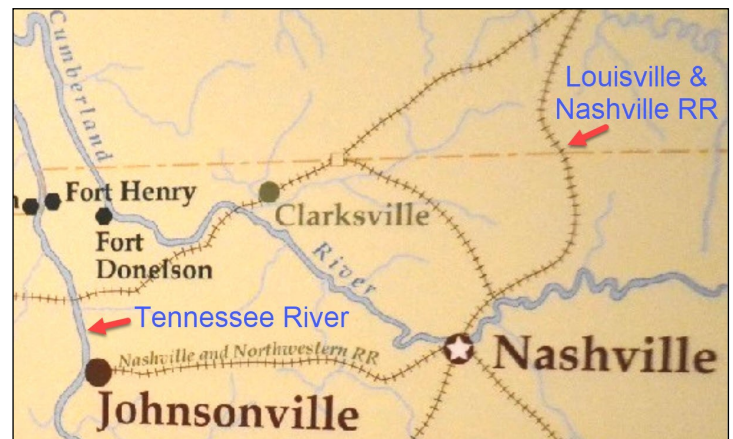 Cumberland
Louisville &
Nashville RR
Fort Henry
Clarksville
Fort
Donelson
River
Tennessee River
Nashville and Northwestern RR
Nashville
Johnsonville